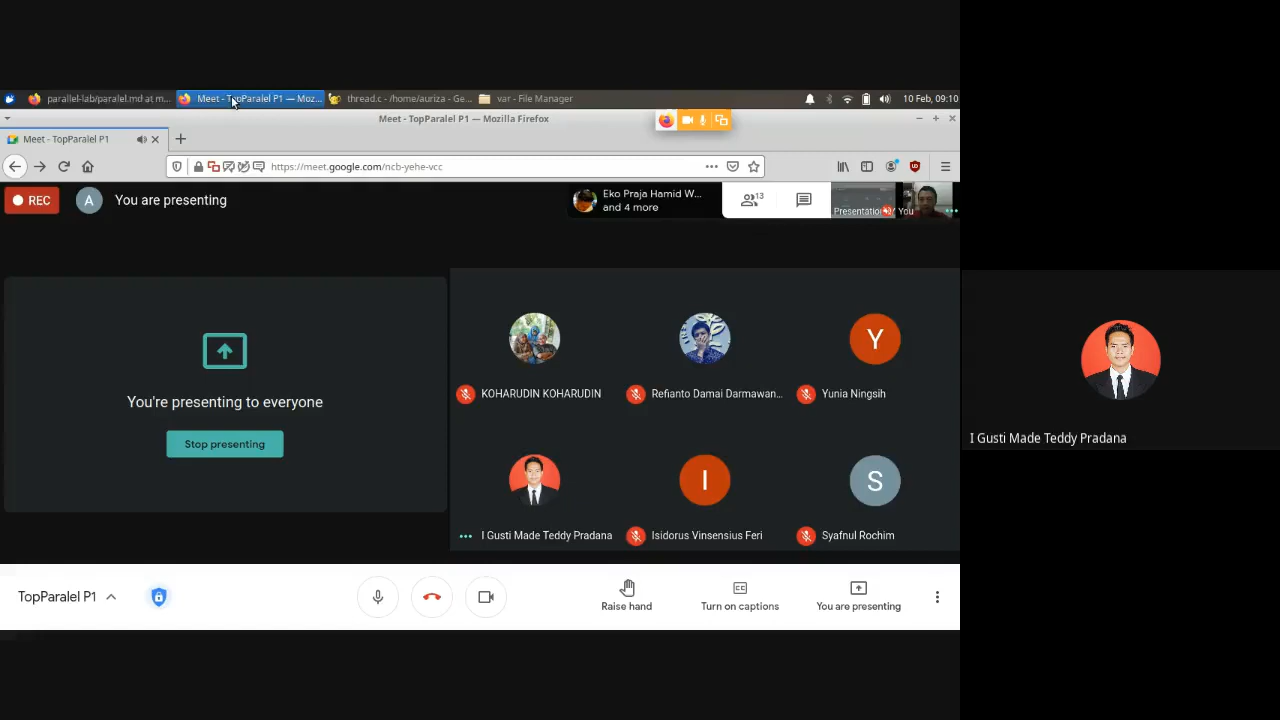 parallel-lab/paralel.md at m...
Meet - TopParalel P1 — Moz...
thread.c - /home/auriza - Ge...
var - File Manager
10 Feb, 09:10
Meet - TopParalel P1 — Mozilla Firefox
Meet - TopParalel P1
https://meet.google.com/ncb-yehe-vcc
REC
A
You are presenting
Eko Praja Hamid W...
and 4 more
13
You
You're presenting to everyone
Stop presenting
Y
KOHARUDIN KOHARUDIN
Refianto Damai Darmawan...
Yunia Ningsih
I
S
I Gusti Made Teddy Pradana
Isidorus Vinsensius Feri
Syafnul Rochim
I Gusti Made Teddy Pradana
TopParalel P1
Raise hand
Turn on captions
You are presenting